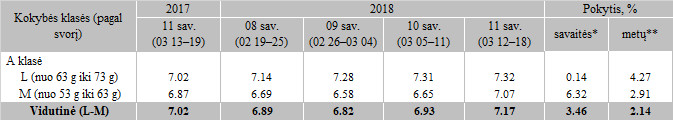 Kokybės klasės (pagal svorį) 2017 2018 Pokytis, %
11 sav. (03 13–19) 08 sav. (02 19–25) 09 sav. (02 26–03 04) 10 sav. (03 05–11) 11 sav. (03 12–18) savaitės* metų**
A klasė
L (nuo 63 g iki 73 g) 7.02 7.14 7.28 7.31 7.32 0.14 4.27
M (nuo 53 g iki 63 g) 6.87 6.69 6.58 6.65 7.07 6.32 2.91
Vidutinė (L-M) 7.02 6.89 6.82 6.93 7.17 3.46 2.14